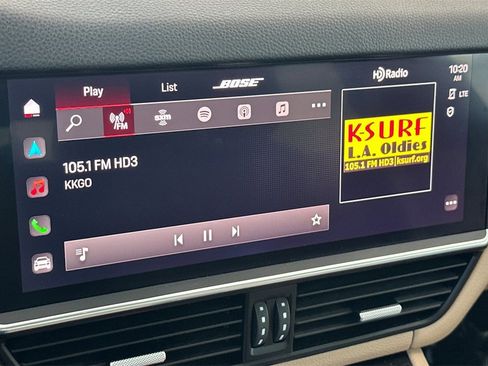 Play
List
BOSE
HD Radio
10:20
AM
LTE
/FM
sxm
105.1 FM HD3
KKGO
K-SURF
L.A. Oldies
105.1 FM HD3|ksurf.org